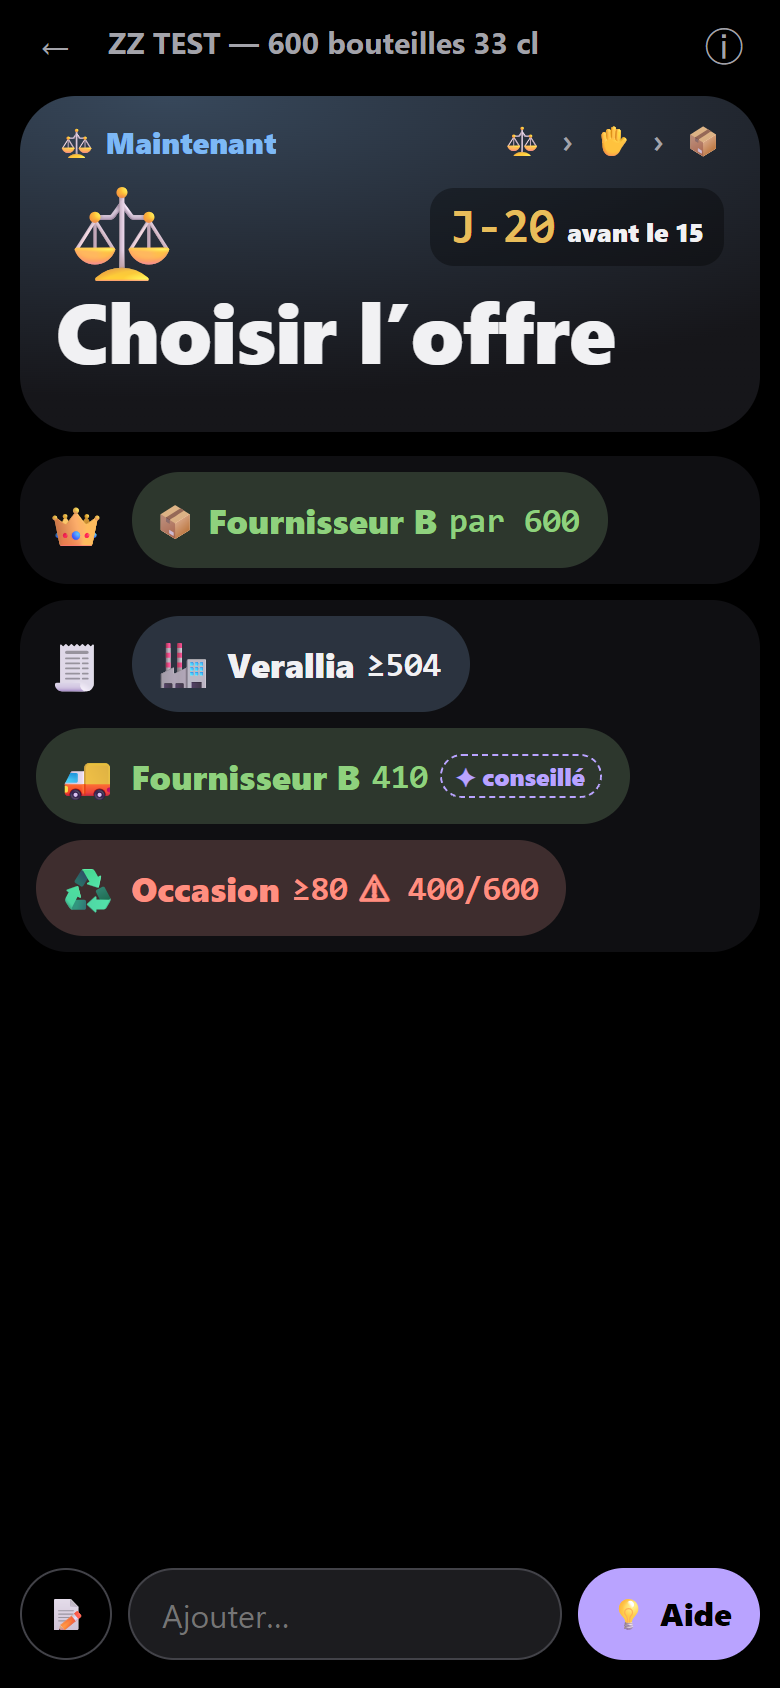 ← ZZ TEST — 600 bouteilles 33 cl ⓘ
⚖️ Maintenant ⚖️ › ✋ › 📦
J-20 avant le 15
Choisir l’offre
👑 📦 Fournisseur B par 600
🧾 🏭 Verallia ≥504
🚚 Fournisseur B 410 ✦ conseillé
♻️ Occasion ≥80 ⚠ 400/600
📝 Ajouter… 💡 Aide